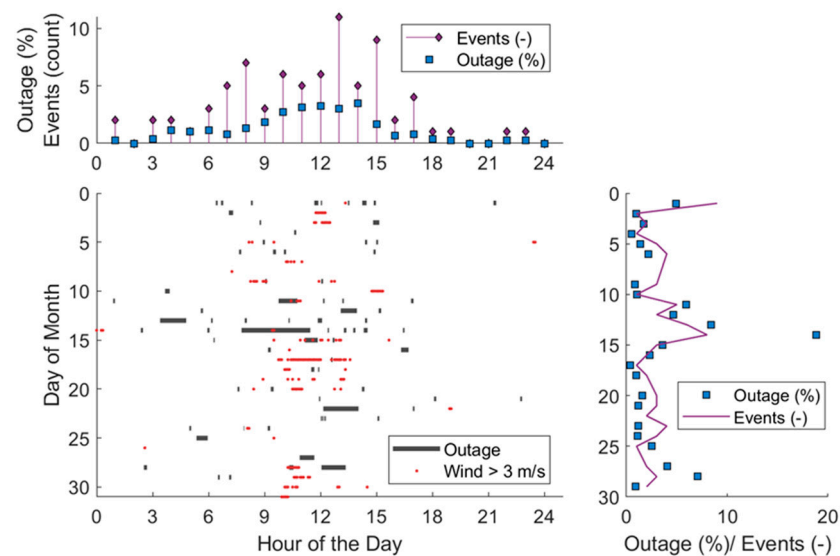 Outage (%)
Events (count)
10
5
0
Events (-)
Outage (%)
0 3 6 9 12 15 18 21 24
Day of Month
0
5
10
15
20
25
30
Outage
Wind > 3 m/s
0 3 6 9 12 15 18 21 24
Hour of the Day
0
5
10
15
20
25
30
Outage (%)
Events (-)
0 10 20
Outage (%)/ Events (-)